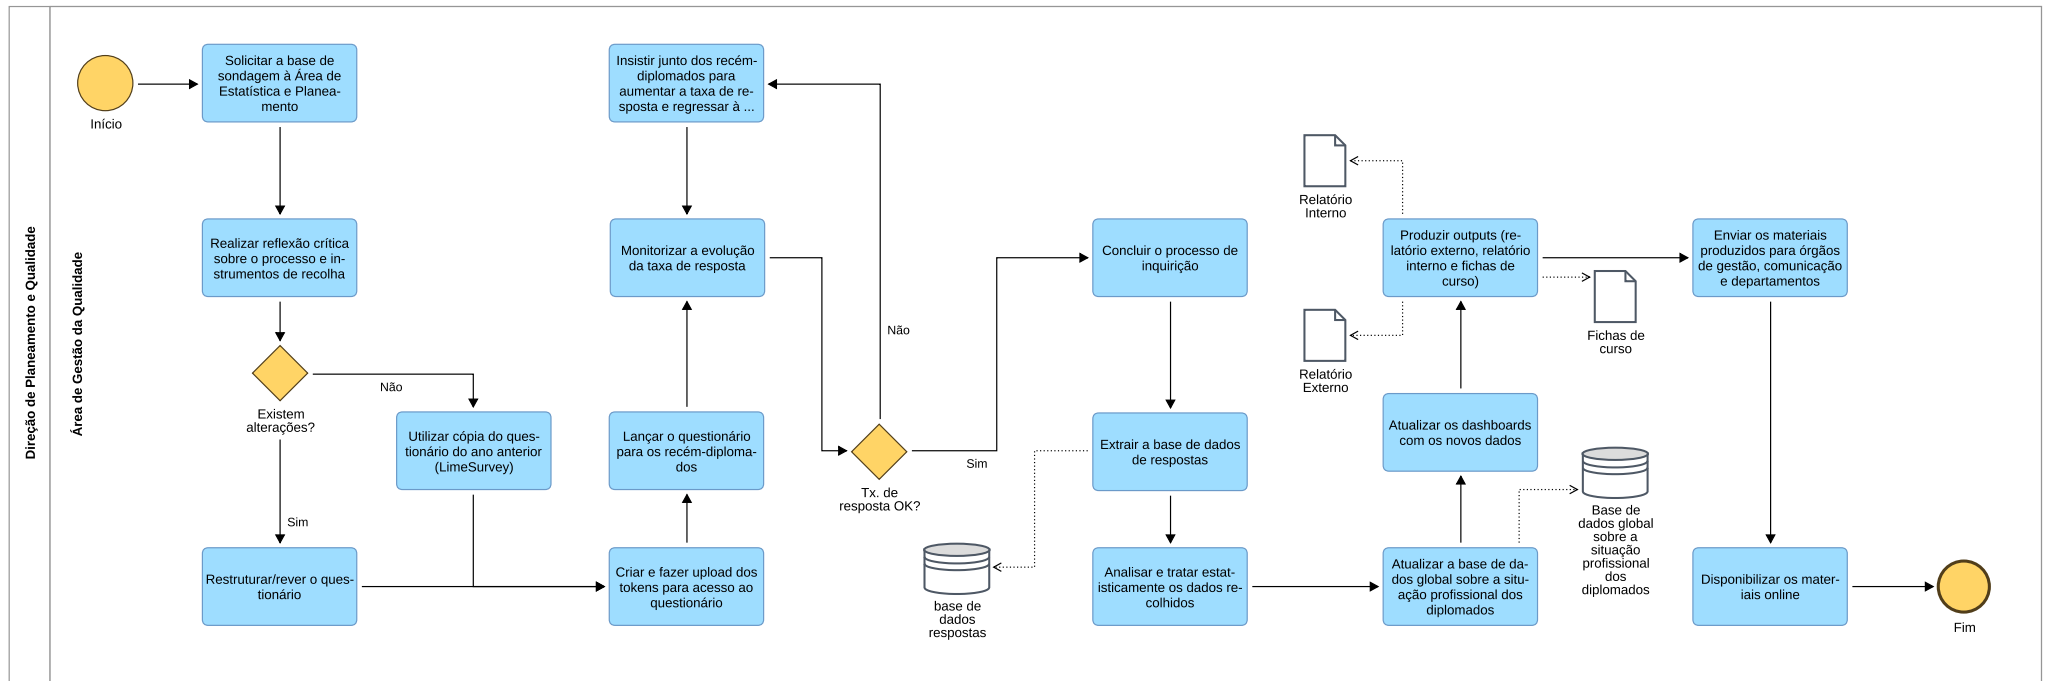 Direção de Planeamento e Qualidade
Área de Gestão da Qualidade
Início
Solicitar a base de
sondagem à Área de
Estatística e Planea-
mento
Realizar reflexão crítica
sobre o processo e in-
strumentos de recolha
Existem
alterações?
Não
Sim
Utilizar cópia do ques-
tionário do ano anterior
(LimeSurvey)
Restruturar/rever o ques-
tionário
Criar e fazer upload dos
tokens para acesso ao
questionário
Lançar o questionário
para os recém-diploma-
dos
Monitorizar a evolução
da taxa de resposta
Insistir junto dos recém-
diplomados para
aumentar a taxa de re-
sposta e regressar à ...
Tx. de
resposta OK?
Não
Sim
Concluir o processo de
inquirição
Extrair a base de dados
de respostas
base de
dados
respostas
Analisar e tratar estat-
isticamente os dados re-
colhidos
Atualizar a base de da-
dos global sobre a situ-
ação profissional dos
diplomados
Base de
dados global
sobre a
situação
profissional
dos
diplomados
Atualizar os dashboards
com os novos dados
Produzir outputs (re-
latório externo, relatório
interno e fichas de
curso)
Relatório
Interno
Relatório
Externo
Fichas de
curso
Enviar os materiais
produzidos para órgãos
de gestão, comunicação
e departamentos
Disponibilizar os mater-
iais online
Fim